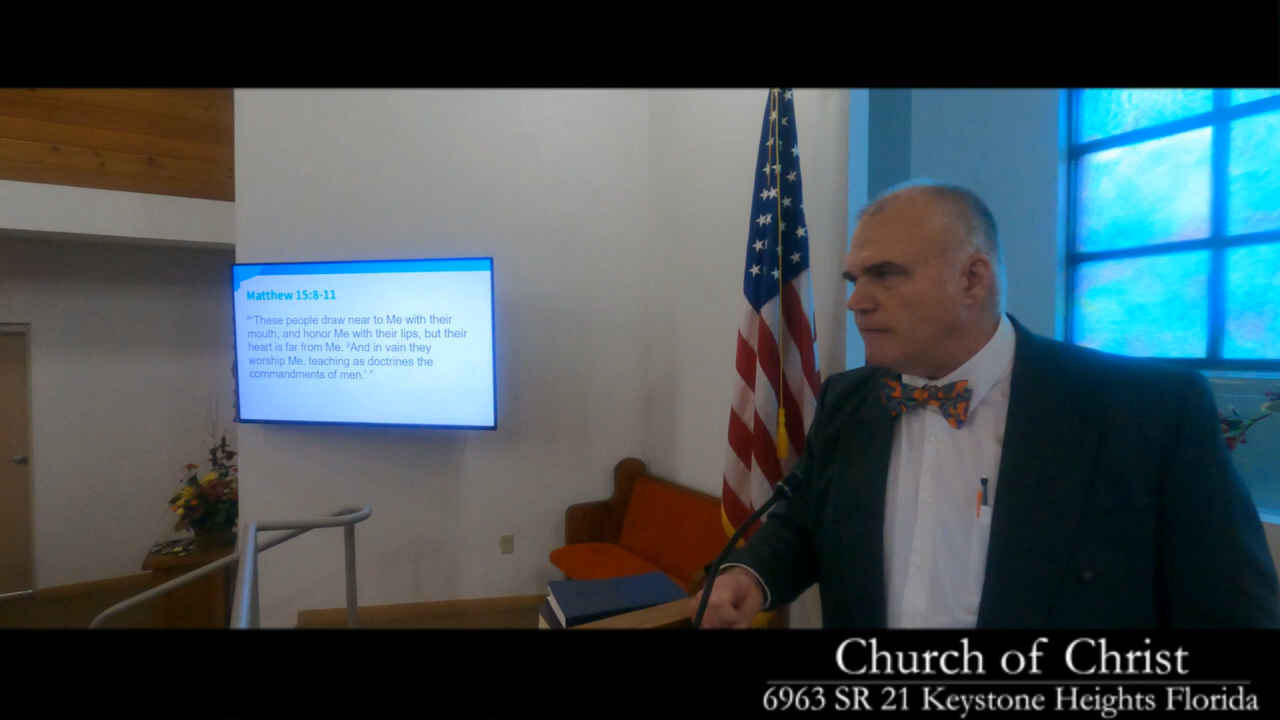 Matthew 15:8-11
8"'These people draw near to Me with their
mouth, and honor Me with their lips, but their
heart is far from Me. 9And in vain they
worship Me, teaching as doctrines the
commandments of men.' "
Church of Christ
6963 SR 21 Keystone Heights Florida